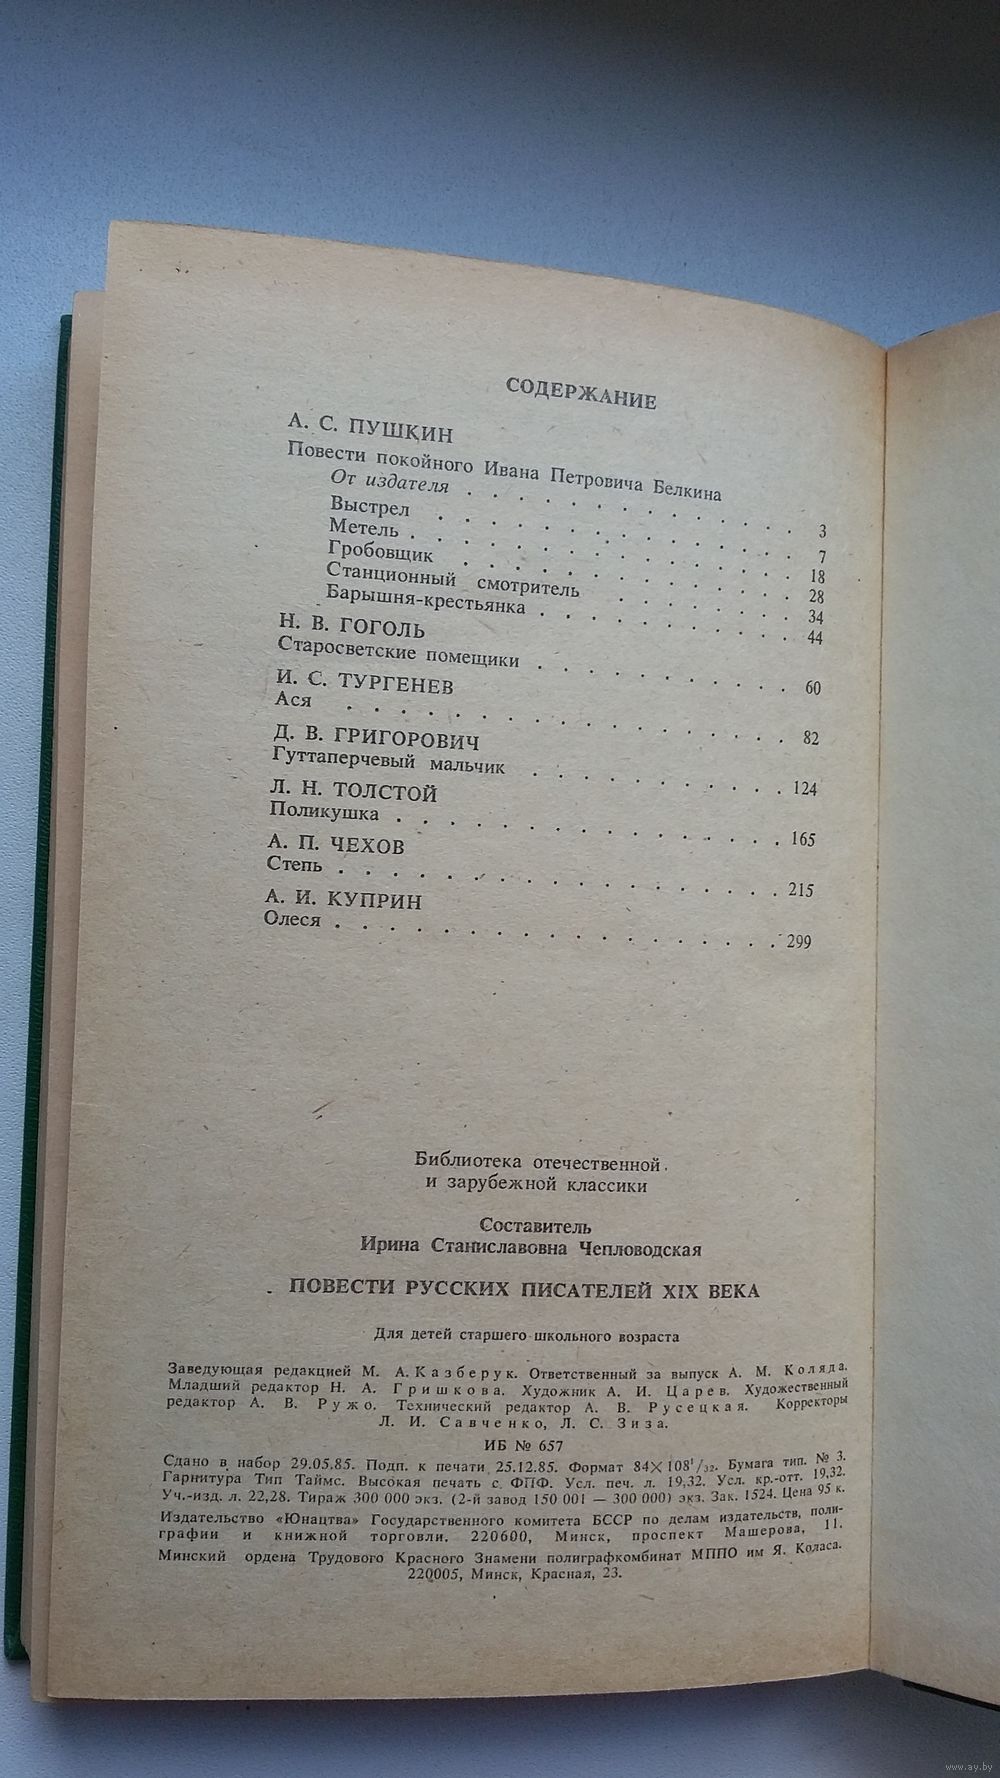 СОДЕРЖАНИЕ
А. С. ПУШКИН
Повести покойного Ивана Петровича Белкина
От издателя . . . . . . . . . . . . . 3
Выстрел . . . . . . . . . . . . . . 7
Метель . . . . . . . . . . . . . . . 18
Гробовщик . . . . . . . . . . . . . 28
Станционный смотритель . . . . . . . . 34
Барышня-крестьянка . . . . . . . . . . 44
Н. В. ГОГОЛЬ
Старосветские помещики . . . . . . . . . . 60
И. С. ТУРГЕНЕВ
Ася . . . . . . . . . . . . . . . . . 82
Д. В. ГРИГОРОВИЧ
Гуттаперчевый мальчик . . . . . . . . . . 124
Л. Н. ТОЛСТОЙ
Поликушка . . . . . . . . . . . . . . . 165
А. П. ЧЕХОВ
Степь . . . . . . . . . . . . . . . . . 215
А. И. КУПРИН
Олеся . . . . . . . . . . . . . . . . . 299
Библиотека отечественной
и зарубежной классики
Составитель
Ирина Станиславовна Чепловодская
ПОВЕСТИ РУССКИХ ПИСАТЕЛЕЙ XIX ВЕКА
Для детей старшего школьного возраста
Заведующая редакцией М. А. Казберук. Ответственный за выпуск А. М. Коляда.
Младший редактор Н. А. Гришкова. Художник А. И. Царев. Художественный
редактор А. В. Ружо. Технический редактор А. В. Русецкая. Корректоры
Л. И. Савченко, Л. С. Зиза.
ИБ № 657
Сдано в набор 29.05.85. Подп. к печати 25.12.85. Формат 84×108¹/₃₂. Бумага тип. № 3.
Гарнитура Тип Таймс. Высокая печать с ФПФ. Усл. печ. л. 19,32. Усл. кр.-отт. 19,32.
Уч.-изд. л. 22,28. Тираж 300 000 экз. (2-й завод 150 001 — 300 000) экз. Зак. 1524. Цена 95 к.
Издательство «Юнацтва» Государственного комитета БССР по делам издательств, поли-
графии и книжной торговли. 220600, Минск, проспект Машерова, 11.
Минский ордена Трудового Красного Знамени полиграфкомбинат МППО им Я. Коласа.
220005, Минск, Красная, 23.
www.ay.by